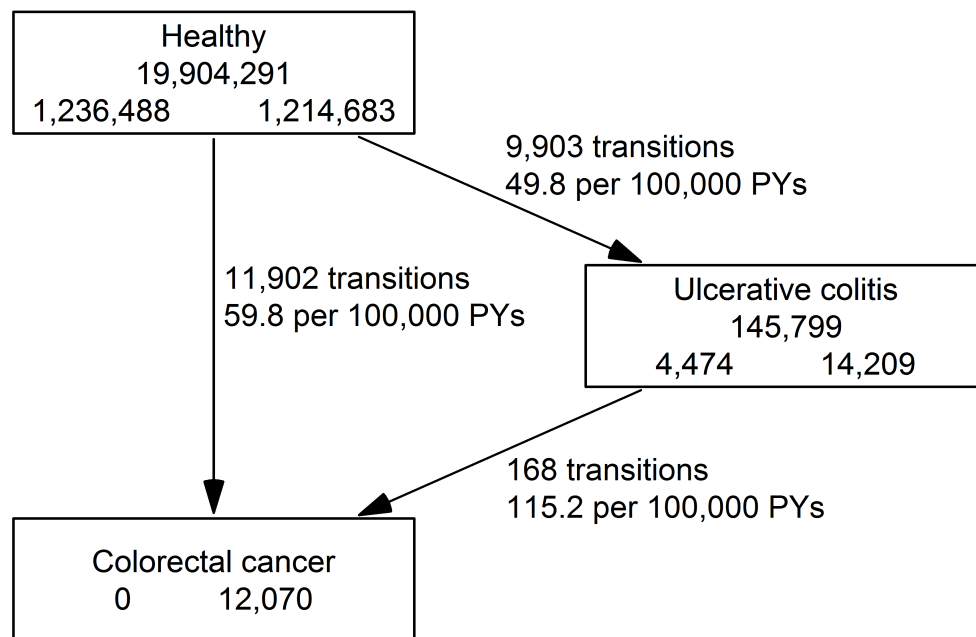 Healthy
19,904,291
1,236,488 1,214,683
9,903 transitions
49.8 per 100,000 PYs
11,902 transitions
59.8 per 100,000 PYs
Ulcerative colitis
145,799
4,474 14,209
168 transitions
115.2 per 100,000 PYs
Colorectal cancer
0 12,070